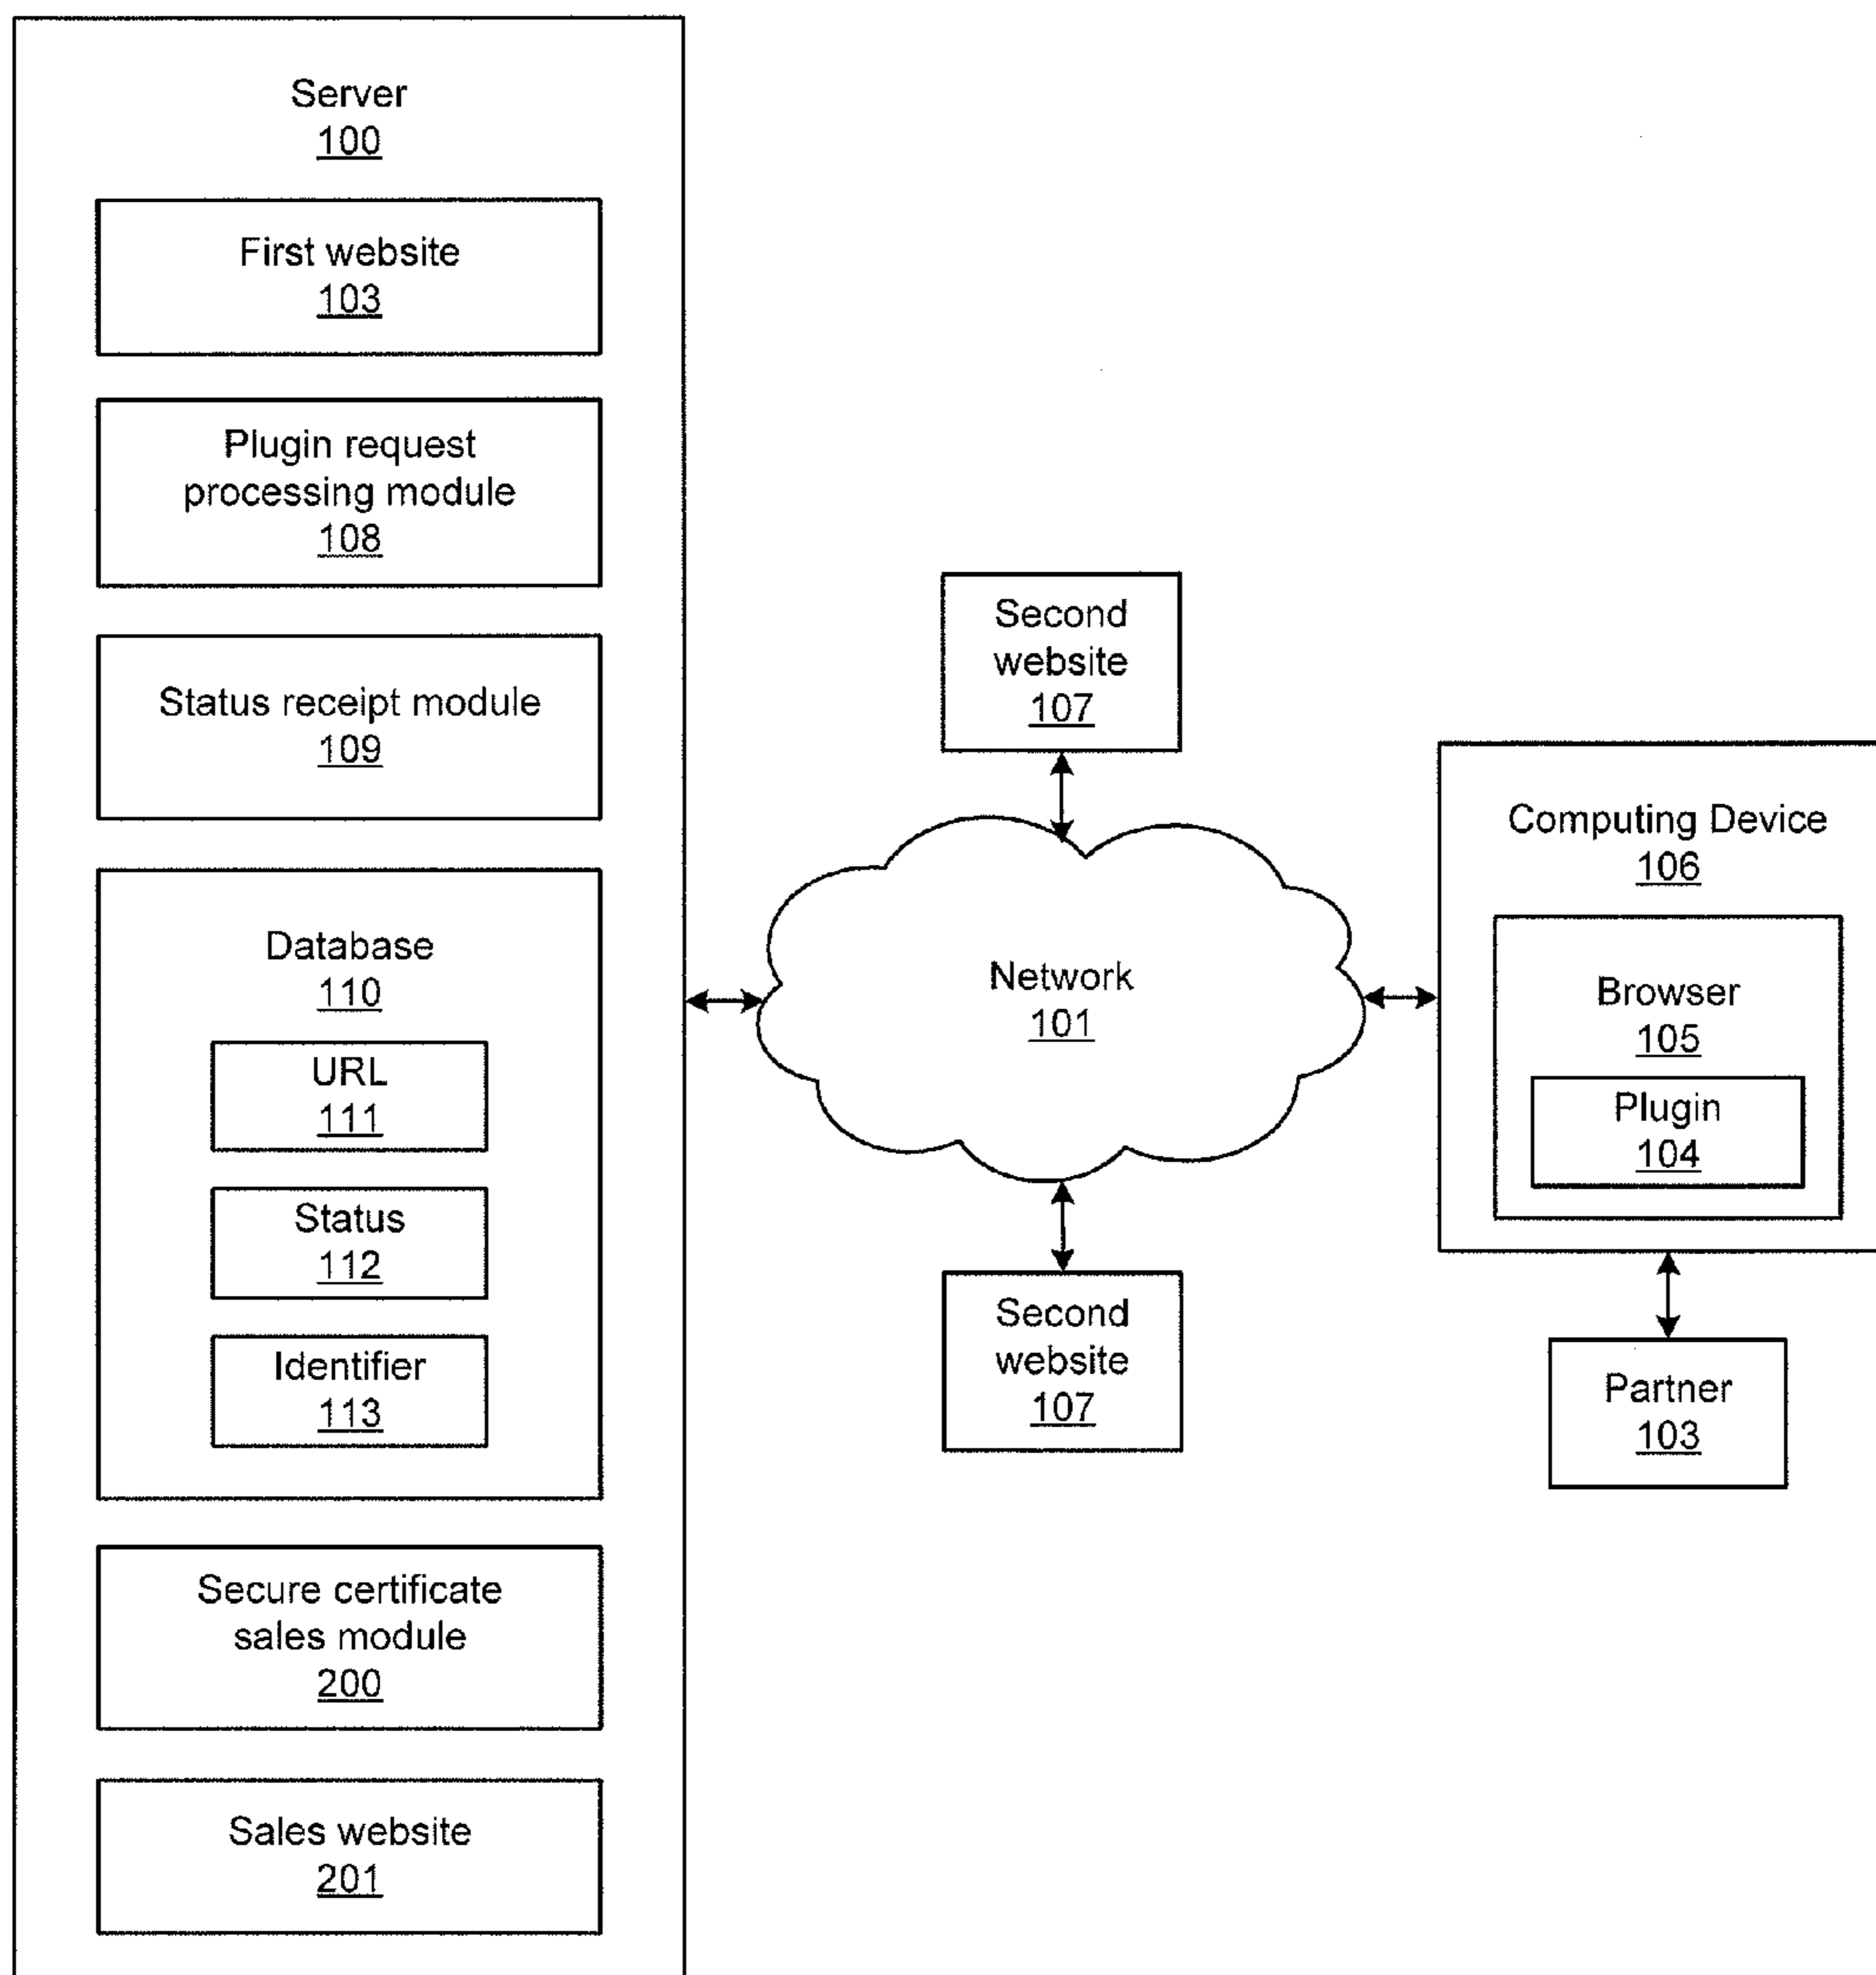 Server
100
First website
103
Plugin request
processing module
108
Status receipt module
109
Database
110
URL
111
Status
112
Identifier
113
Secure certificate
sales module
200
Sales website
201
Second
website
107
Network
101
Second
website
107
Computing Device
106
Browser
105
Plugin
104
Partner
103